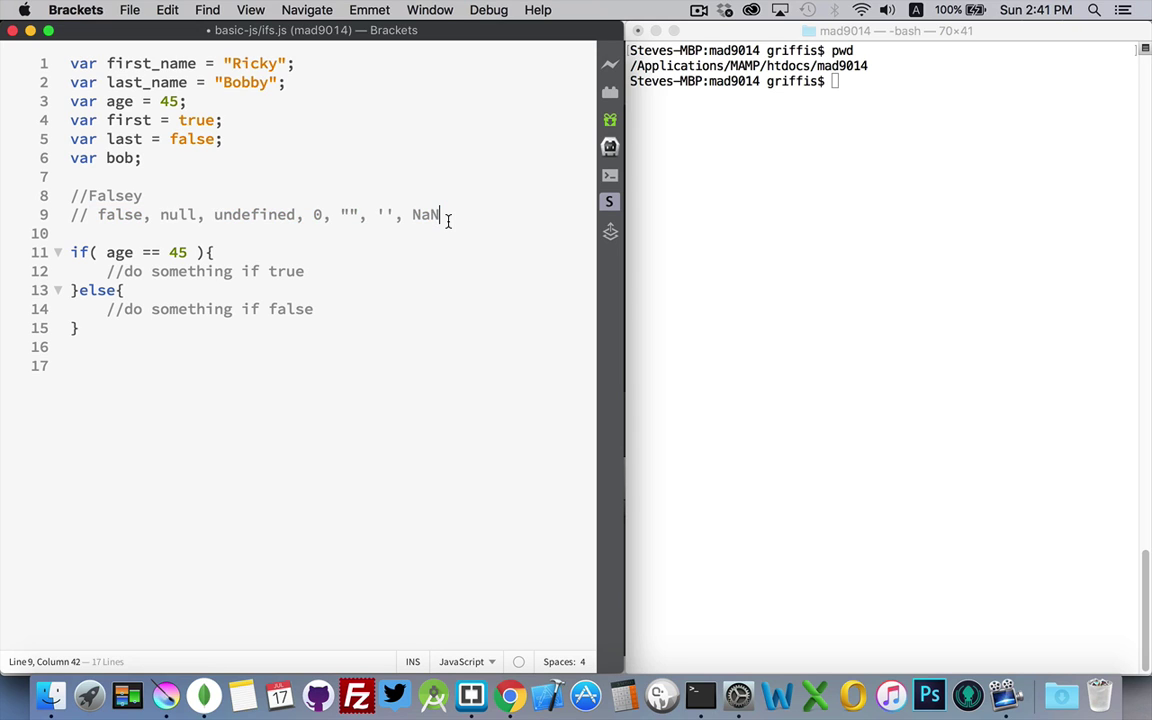 Brackets File Edit Find View Navigate Emmet Window Debug Help A 100% Sun 2:41 PM
• basic-js/ifs.js (mad9014) — Brackets
mad9014 — -bash — 70×41
1 var first_name = "Ricky";
2 var last_name = "Bobby";
3 var age = 45;
4 var first = true;
5 var last = false;
6 var bob;
7
8 //Falsey
9 // false, null, undefined, 0, "", '', NaN
10
11 if( age == 45 ){
12 //do something if true
13 }else{
14 //do something if false
15 }
16
17
S
Steves-MBP:mad9014 griffis$ pwd
/Applications/MAMP/htdocs/mad9014
Steves-MBP:mad9014 griffis$
Line 9, Column 42 — 17 Lines
INS JavaScript Spaces: 4
17
Ps